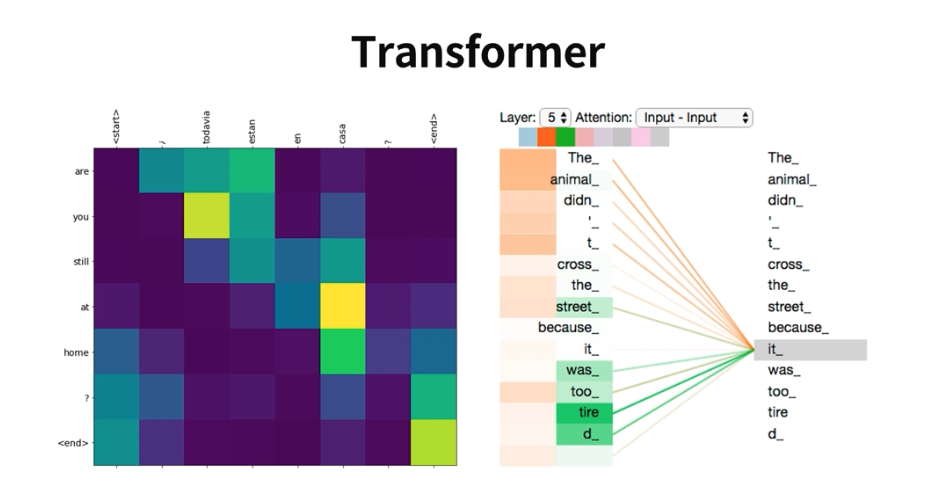 Transformer
<start> ¿ todavia estan en casa ? <end>
are
you
still
at
home
?
<end>
Layer: 5 Attention: Input - Input
The_ The_
animal_ animal_
didn_ didn_
'_ '_
t_ t_
cross_ cross_
the_ the_
street_ street_
because_ because_
it_ it_
was_ was_
too_ too_
tire tire
d_ d_